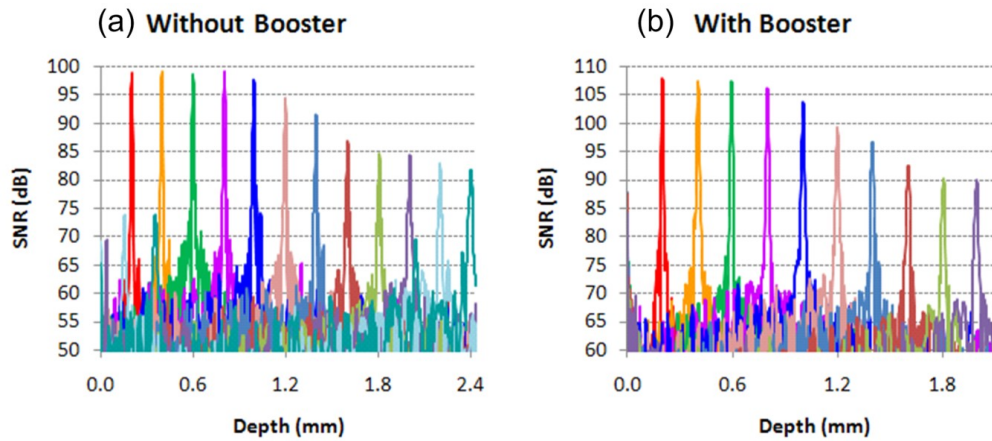 (a) Without Booster
SNR (dB)
100
95
90
85
80
75
70
65
60
55
50
0.0 0.6 1.2 1.8 2.4
Depth (mm)
(b) With Booster
SNR (dB)
110
105
100
95
90
85
80
75
70
65
60
0.0 0.6 1.2 1.8
Depth (mm)